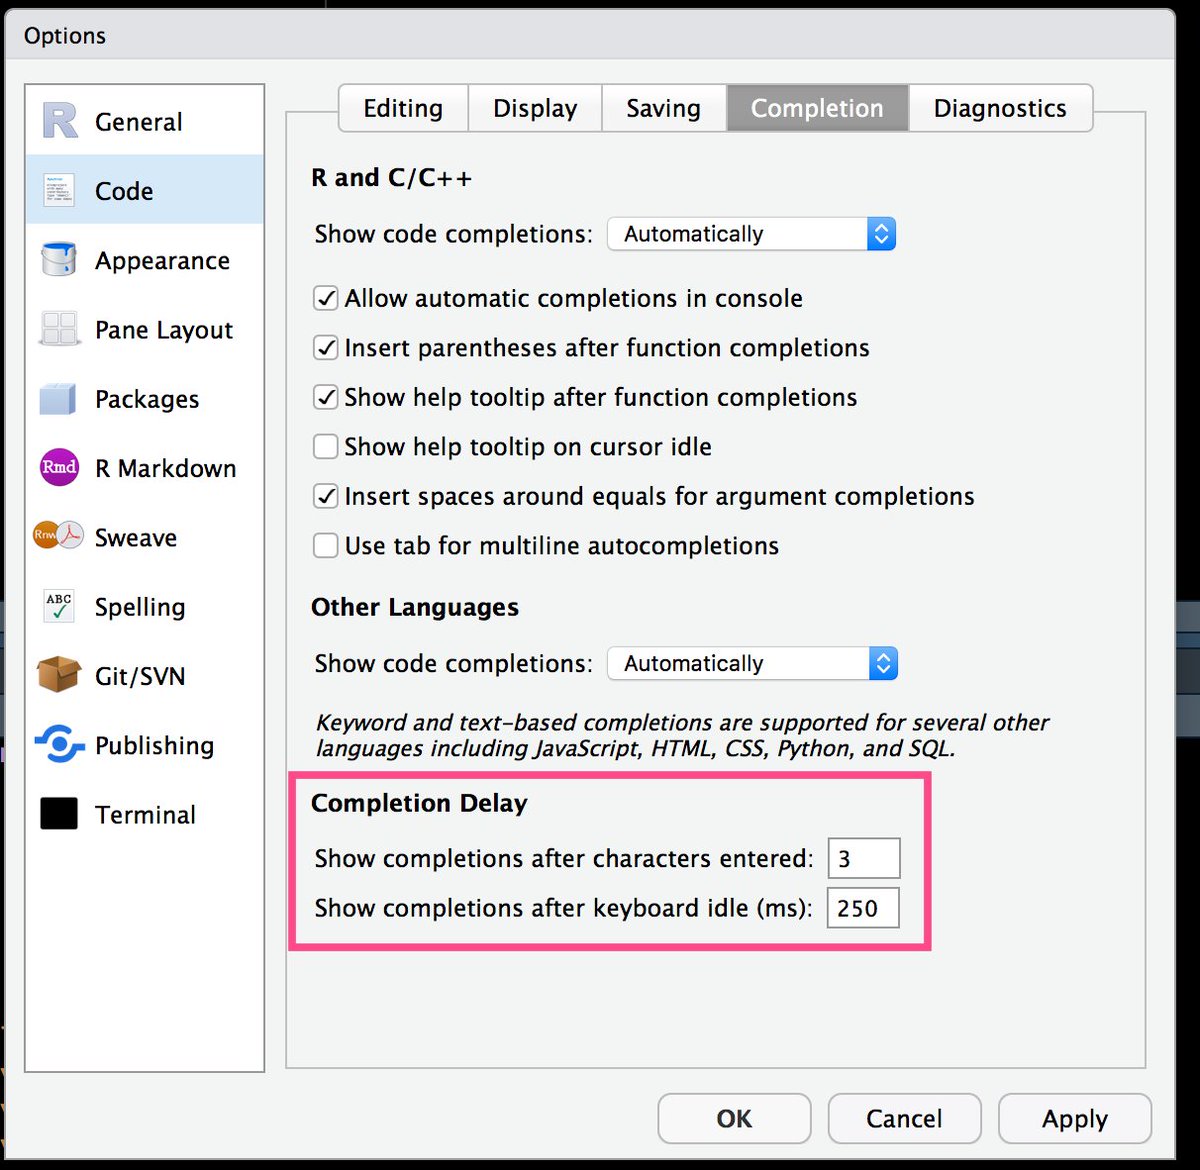 Options
General
Code
Appearance
Pane Layout
Packages
Rmd R Markdown
Rnw Sweave
ABC Spelling
Git/SVN
Publishing
Terminal
Editing Display Saving Completion Diagnostics
R and C/C++
Show code completions: Automatically
Allow automatic completions in console
Insert parentheses after function completions
Show help tooltip after function completions
Show help tooltip on cursor idle
Insert spaces around equals for argument completions
Use tab for multiline autocompletions
Other Languages
Show code completions: Automatically
Keyword and text-based completions are supported for several other
languages including JavaScript, HTML, CSS, Python, and SQL.
Completion Delay
Show completions after characters entered: 3
Show completions after keyboard idle (ms): 250
OK Cancel Apply